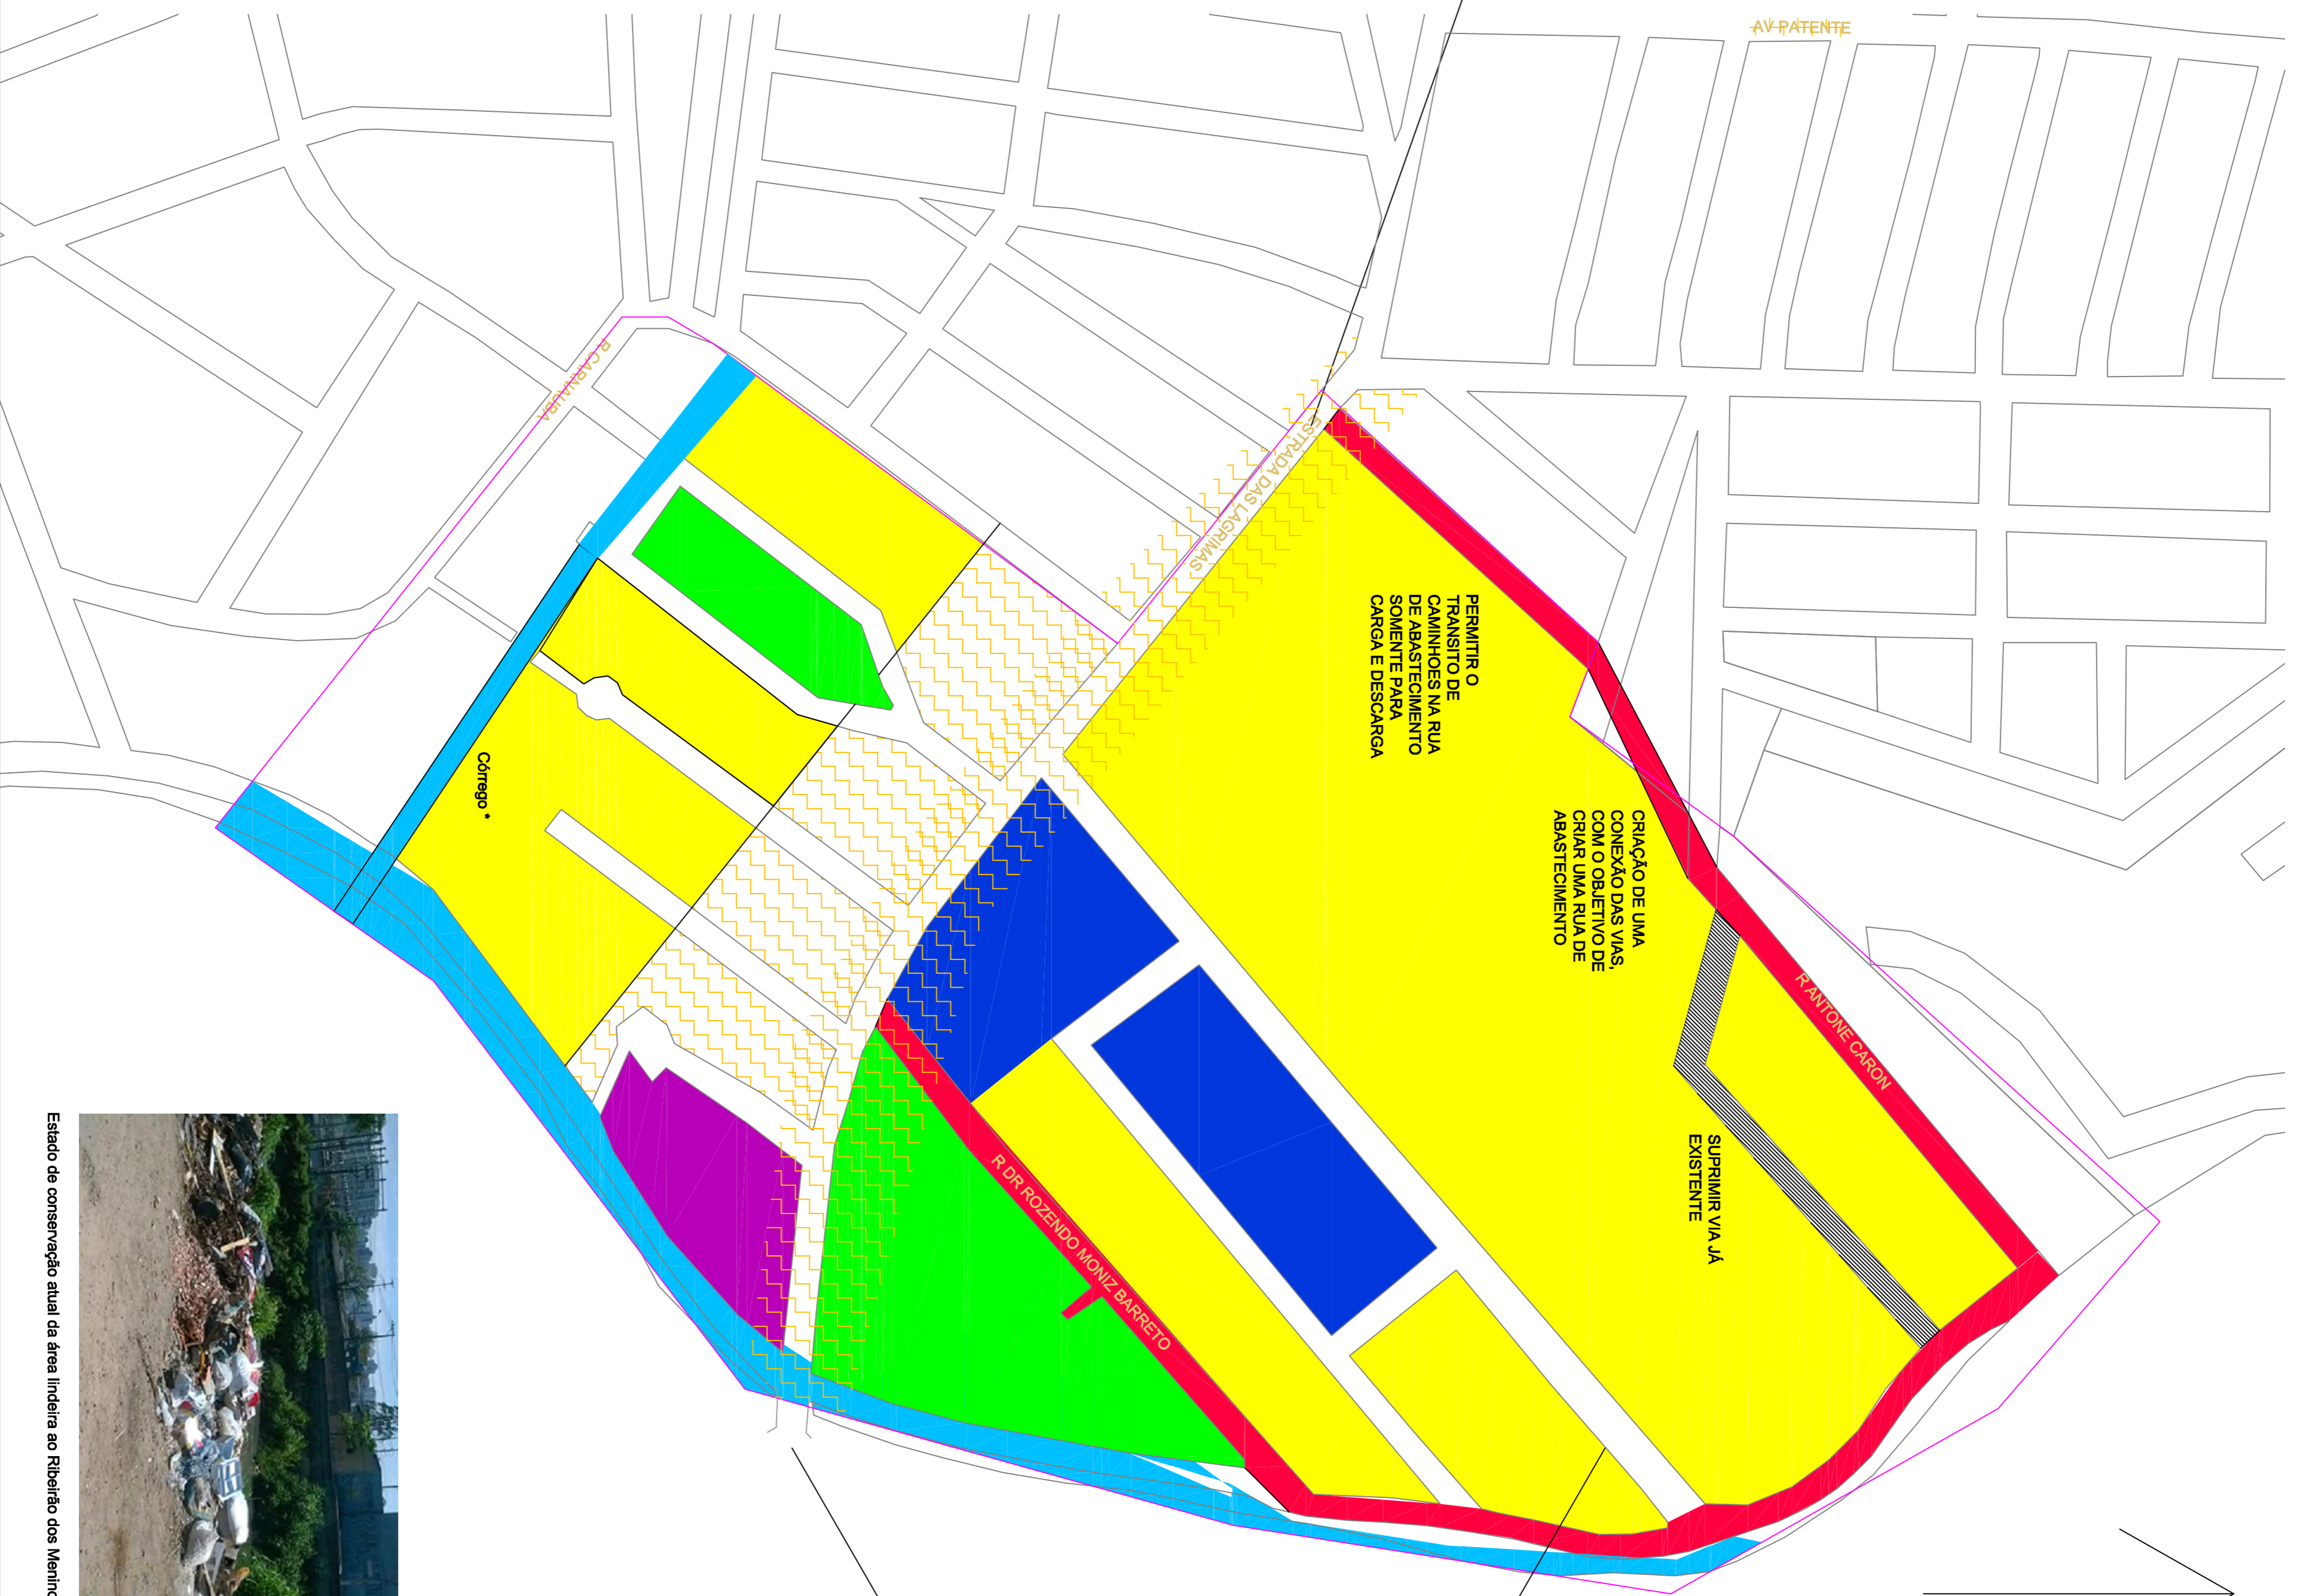 AV PATENTE
R CARNAUBA
ESTRADA DAS LAGRIMAS
PERMITIR O
TRANSITO DE
CAMINHOES NA RUA
DE ABASTECIMENTO
SOMENTE PARA
CARGA E DESCARGA
CRIAÇÃO DE UMA
CONEXÃO DAS VIAS,
COM O OBJETIVO DE
CRIAR UMA RUA DE
ABASTECIMENTO
R ANTONE CARON
SUPRIMIR VIA JÁ
EXISTENTE
Córrego *
R DR ROZENDO MONIZ BARRETO
Estado de conservação atual da área lindeira ao Ribeirão dos Menino